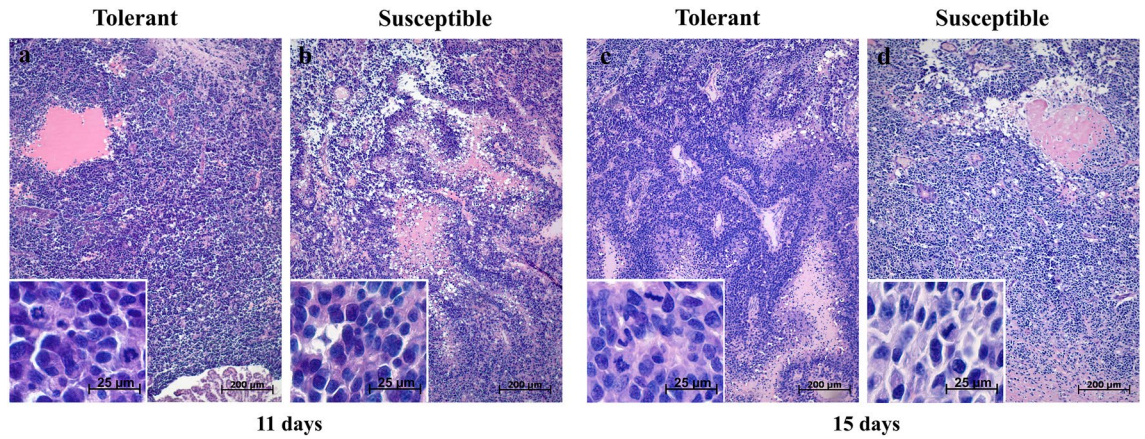 Tolerant Susceptible Tolerant Susceptible
a b c d
25 µm 200 µm 25 µm 200 µm 25 µm 200 µm 25 µm 200 µm
11 days 15 days